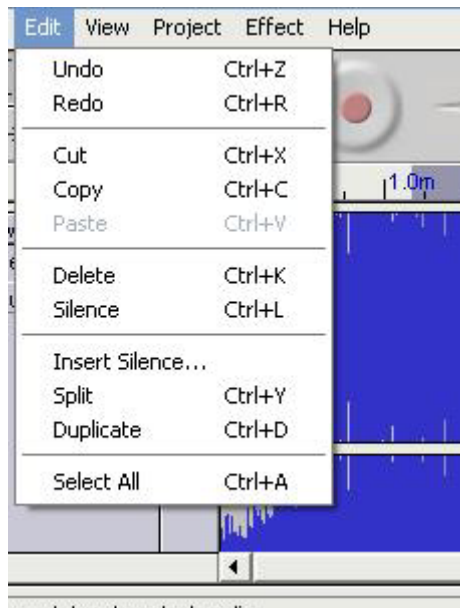 Edit View Project Effect Help
Undo Ctrl+Z
Redo Ctrl+R
Cut Ctrl+X
Copy Ctrl+C
Paste Ctrl+V
Delete Ctrl+K
Silence Ctrl+L
Insert Silence...
Split Ctrl+Y
Duplicate Ctrl+D
Select All Ctrl+A
1.0m